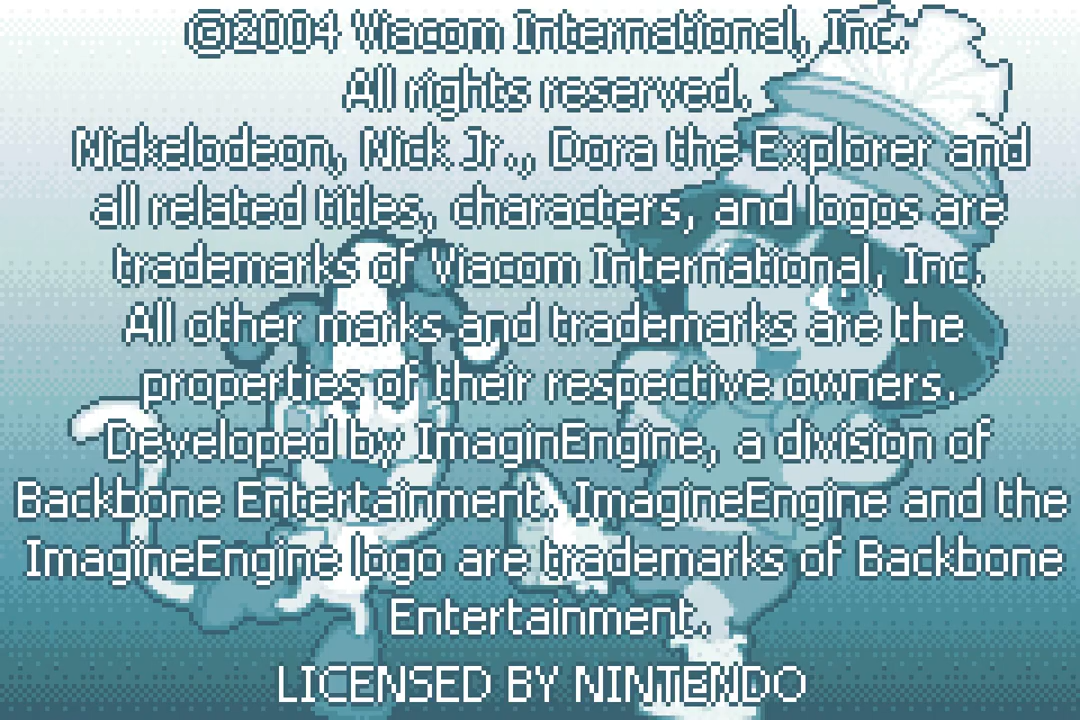 ©2004 Viacom International, Inc.
All rights reserved.
Nickelodeon, Nick Jr., Dora the Explorer and
all related titles, characters, and logos are
trademarks of Viacom International, Inc.
All other marks and trademarks are the
properties of their respective owners.
Developed by ImaginEngine, a division of
Backbone Entertainment. ImagineEngine and the
ImagineEngine logo are trademarks of Backbone
Entertainment.
LICENSED BY NINTENDO